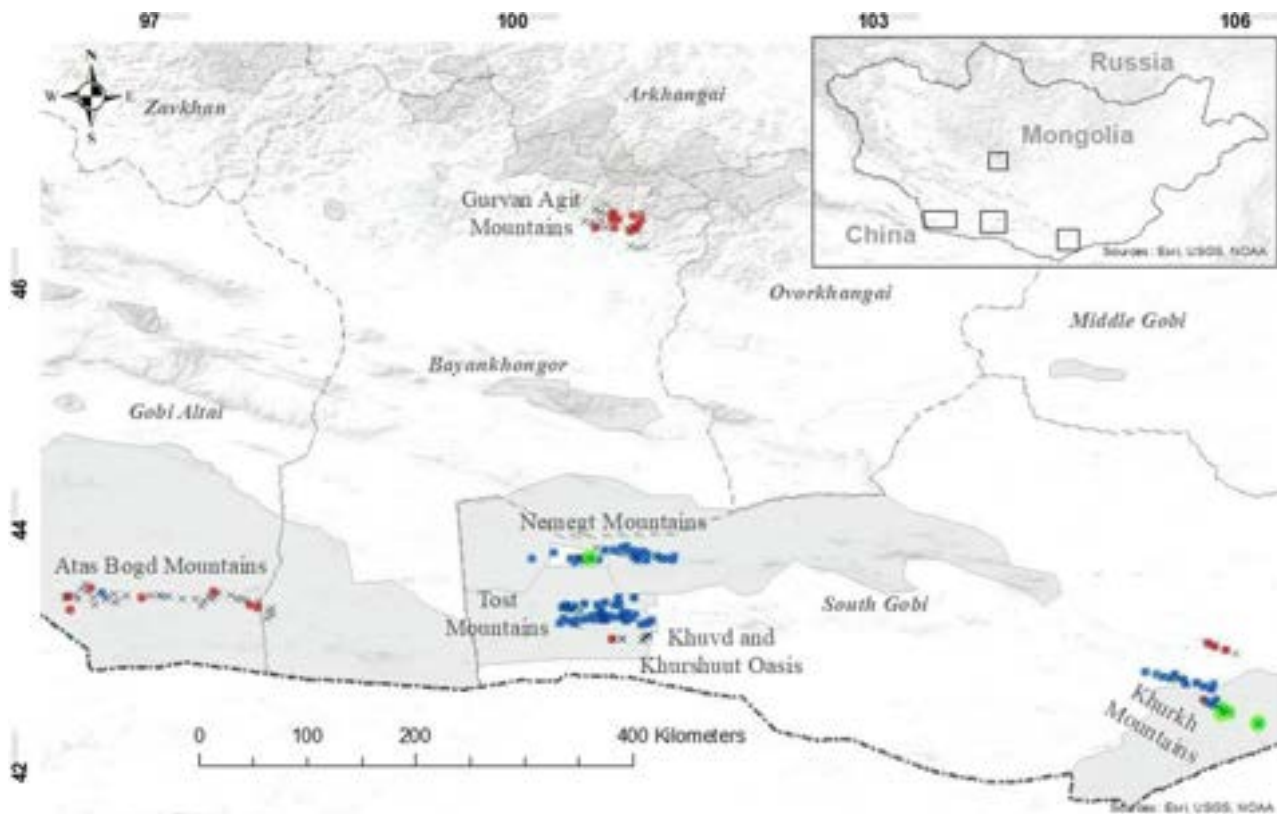 97 100 103 106
N
W E
S
Zavkhan
Arkhangai
Russia
Mongolia
China
Sources: Esri, USGS, NOAA
Gurvan Agit
Mountains
46
Ovorkhangai
Middle Gobi
Bayankhongor
Gobi Altai
44
Nemegt Mountains
Atas Bogd Mountains
Tost
Mountains
South Gobi
Khuvd and
Khurshuut Oasis
Khurkh
Mountains
42
0 100 200 400 Kilometers
Sources: Esri, USGS, NOAA